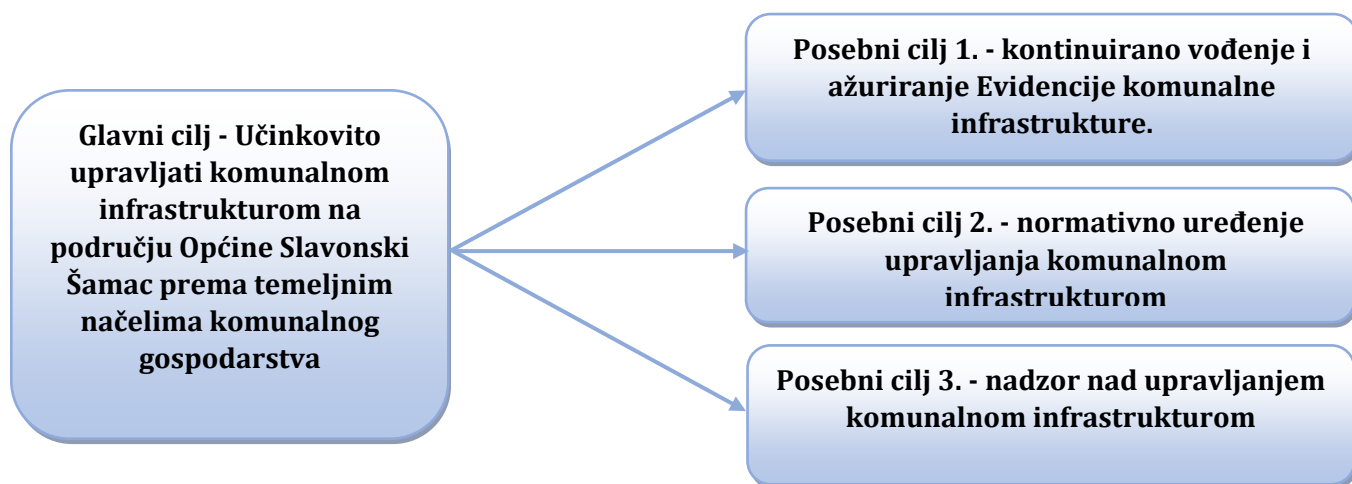 Glavni cilj - Učinkovito
upravljati komunalnom
infrastrukturom na
području Općine Slavonski
Šamac prema temeljnim
načelima komunalnog
gospodarstva
Posebni cilj 1. - kontinuirano vođenje i
ažuriranje Evidencije komunalne
infrastrukture.
Posebni cilj 2. - normativno uređenje
upravljanja komunalnom
infrastrukturom
Posebni cilj 3. - nadzor nad upravljanjem
komunalnom infrastrukturom